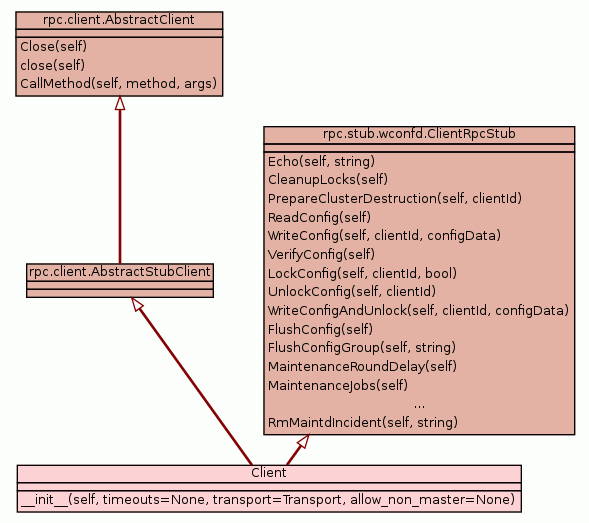 rpc.client.AbstractClient
Close(self)
close(self)
CallMethod(self, method, args)
rpc.stub.wconfd.ClientRpcStub
Echo(self, string)
CleanupLocks(self)
PrepareClusterDestruction(self, clientId)
ReadConfig(self)
WriteConfig(self, clientId, configData)
VerifyConfig(self)
LockConfig(self, clientId, bool)
UnlockConfig(self, clientId)
WriteConfigAndUnlock(self, clientId, configData)
FlushConfig(self)
FlushConfigGroup(self, string)
MaintenanceRoundDelay(self)
MaintenanceJobs(self)
...
RmMaintdIncident(self, string)
rpc.client.AbstractStubClient
Client
__init__(self, timeouts=None, transport=Transport, allow_non_master=None)